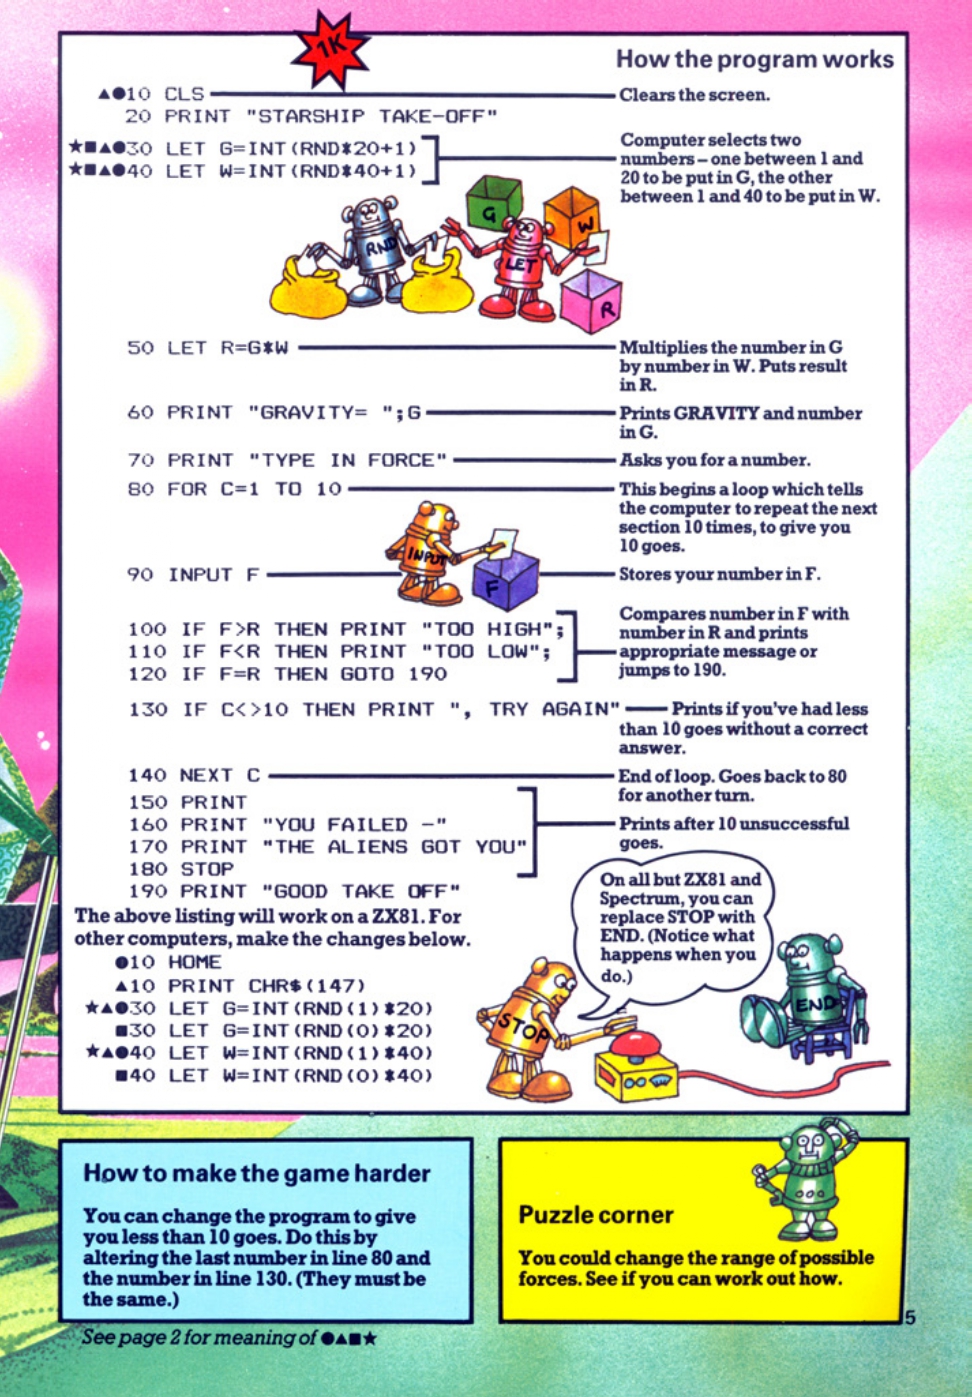 1K
How the program works
▲●10 CLS
Clears the screen.
20 PRINT "STARSHIP TAKE-OFF"
★■▲●30 LET G=INT(RND*20+1)
★■▲●40 LET W=INT(RND*40+1)
Computer selects two
numbers – one between 1 and
20 to be put in G, the other
between 1 and 40 to be put in W.
G
W
RND
LET
R
50 LET R=G*W
Multiplies the number in G
by number in W. Puts result
in R.
60 PRINT "GRAVITY= ";G
Prints GRAVITY and number
in G.
70 PRINT "TYPE IN FORCE"
Asks you for a number.
80 FOR C=1 TO 10
This begins a loop which tells
the computer to repeat the next
section 10 times, to give you
10 goes.
INPUT
F
90 INPUT F
Stores your number in F.
100 IF F>R THEN PRINT "TOO HIGH";
110 IF F<R THEN PRINT "TOO LOW";
120 IF F=R THEN GOTO 190
Compares number in F with
number in R and prints
appropriate message or
jumps to 190.
130 IF C<>10 THEN PRINT ", TRY AGAIN"
Prints if you've had less
than 10 goes without a correct
answer.
140 NEXT C
End of loop. Goes back to 80
for another turn.
150 PRINT
160 PRINT "YOU FAILED -"
170 PRINT "THE ALIENS GOT YOU"
180 STOP
Prints after 10 unsuccessful
goes.
190 PRINT "GOOD TAKE OFF"
The above listing will work on a ZX81. For
other computers, make the changes below.
●10 HOME
▲10 PRINT CHR$(147)
★▲●30 LET G=INT(RND(1)*20)
■30 LET G=INT(RND(0)*20)
★▲●40 LET W=INT(RND(1)*40)
■40 LET W=INT(RND(0)*40)
On all but ZX81 and
Spectrum, you can
replace STOP with
END. (Notice what
happens when you
do.)
STOP
END
How to make the game harder
You can change the program to give
you less than 10 goes. Do this by
altering the last number in line 80 and
the number in line 130. (They must be
the same.)
Puzzle corner
You could change the range of possible
forces. See if you can work out how.
See page 2 for meaning of ●▲■★
5